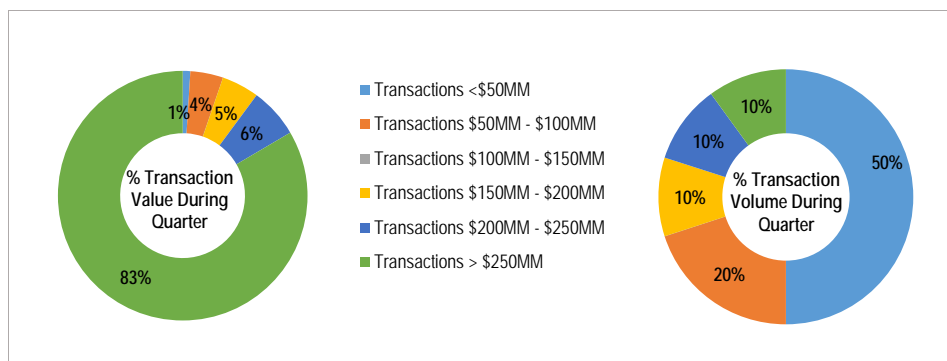 1%
4%
5%
6%
83%
% Transaction
Value During
Quarter
Transactions <$50MM
Transactions $50MM - $100MM
Transactions $100MM - $150MM
Transactions $150MM - $200MM
Transactions $200MM - $250MM
Transactions > $250MM
10%
10%
10%
20%
50%
% Transaction
Volume During
Quarter